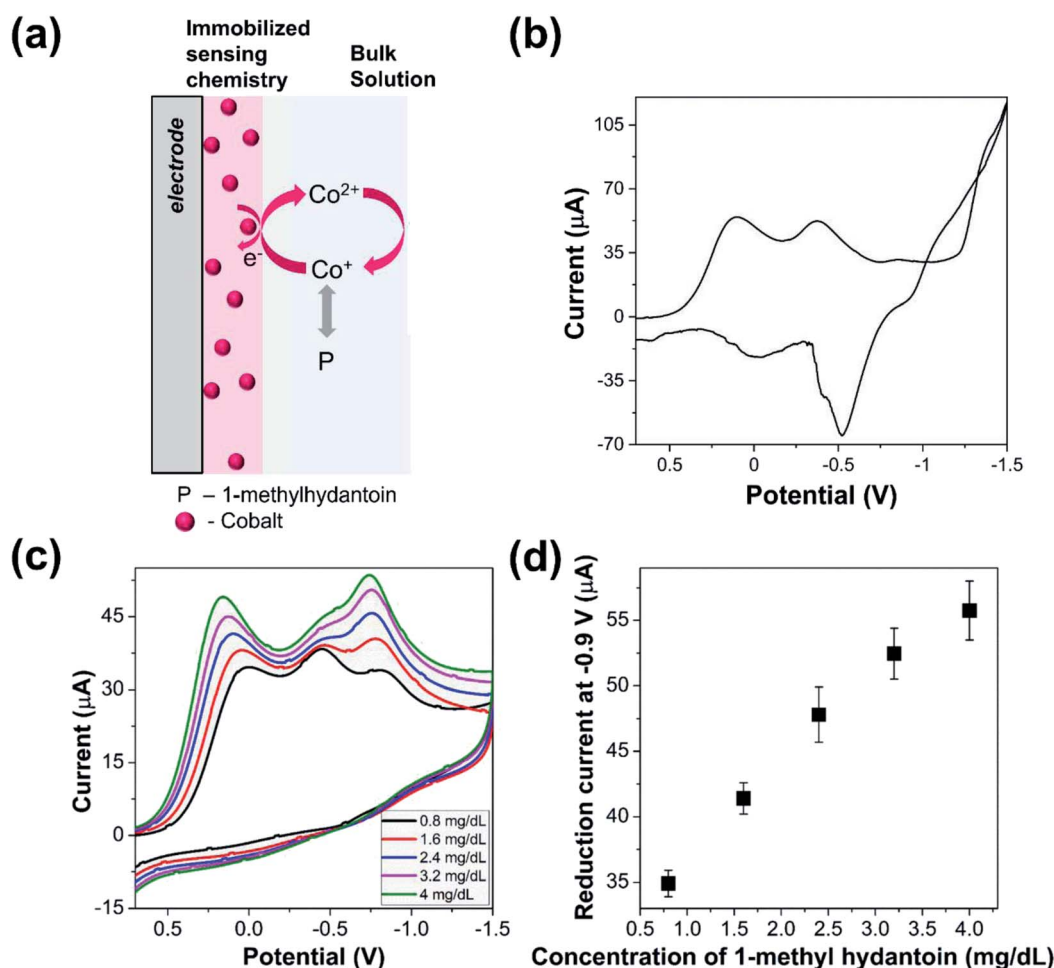 (a)
Immobilized
sensing
chemistry
Bulk
Solution
electrode
Co2+
e-
Co+
P
P – 1-methylhydantoin
- Cobalt
(b)
105
70
35
0
-35
-70
Current (μA)
0.5 0 -0.5 -1 -1.5
Potential (V)
(c)
45
30
15
0
-15
Current (μA)
0.8 mg/dL
1.6 mg/dL
2.4 mg/dL
3.2 mg/dL
4 mg/dL
0.5 0.0 -0.5 -1.0 -1.5
Potential (V)
(d)
55
50
45
40
35
Reduction current at -0.9 V (μA)
0.5 1.0 1.5 2.0 2.5 3.0 3.5 4.0
Concentration of 1-methyl hydantoin (mg/dL)